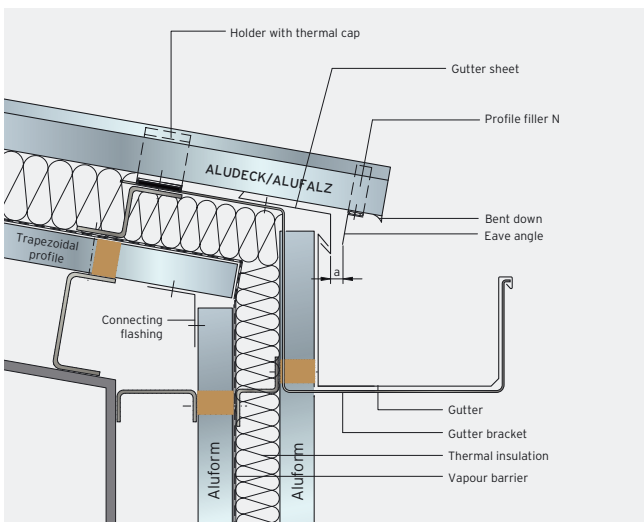 Holder with thermal cap
Gutter sheet
Profile filler N
ALUDECK/ALUFALZ
Bent down
Eave angle
Trapezoidal
profile
a
Connecting
flashing
Gutter
Gutter bracket
Thermal insulation
Vapour barrier
Aluform
Aluform